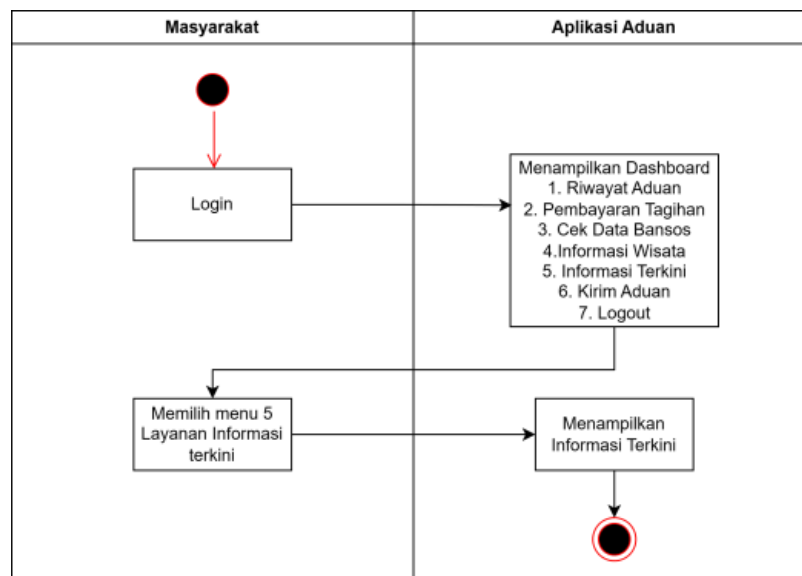 Masyarakat
Aplikasi Aduan
Login
Menampilkan Dashboard
1. Riwayat Aduan
2. Pembayaran Tagihan
3. Cek Data Bansos
4.Informasi Wisata
5. Informasi Terkini
6. Kirim Aduan
7. Logout
Memilih menu 5
Layanan Informasi
terkini
Menampilkan
Informasi Terkini